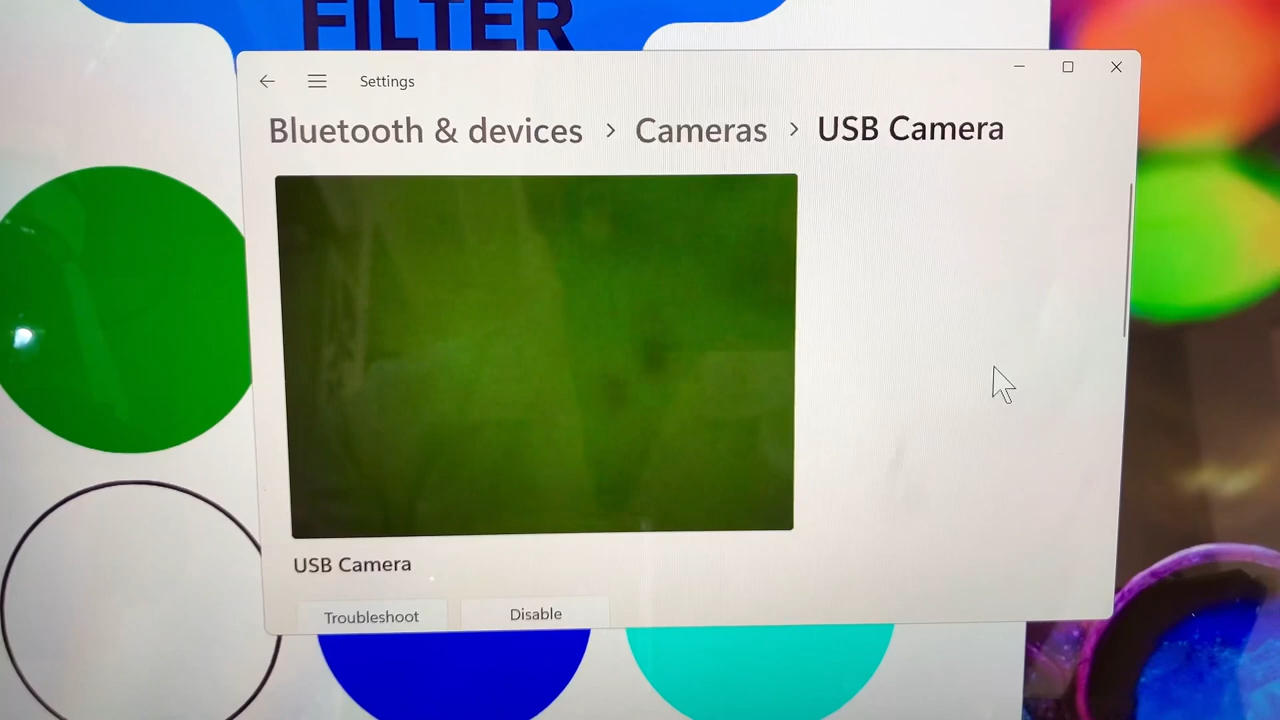 FILTER
Settings
Bluetooth & devices > Cameras > USB Camera
USB Camera
Troubleshoot Disable